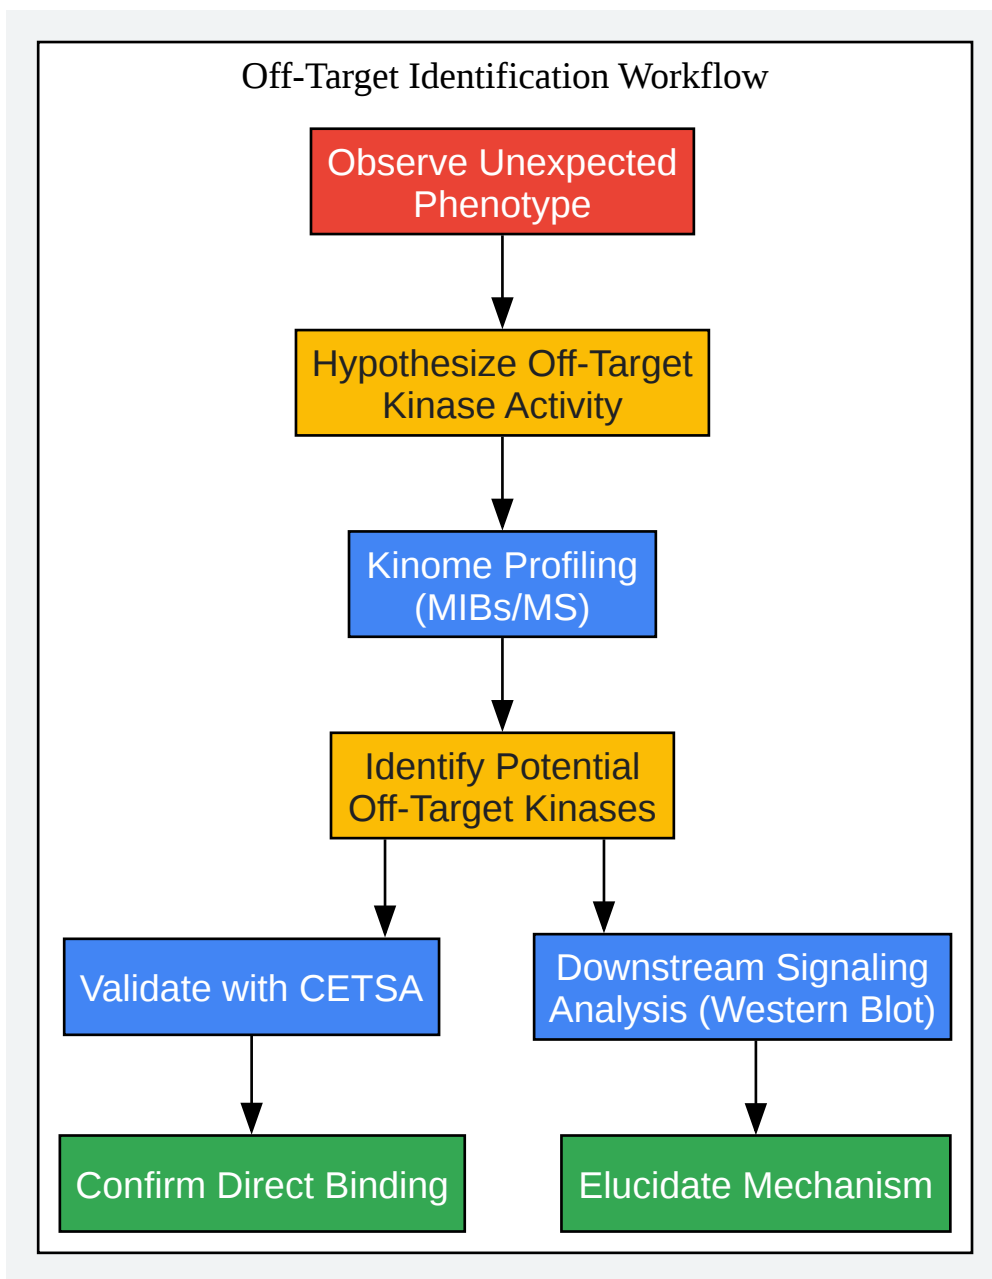 Off-Target Identification Workflow
Observe Unexpected
Phenotype
Hypothesize Off-Target
Kinase Activity
Kinome Profiling
(MIBs/MS)
Identify Potential
Off-Target Kinases
Validate with CETSA
Downstream Signaling
Analysis (Western Blot)
Confirm Direct Binding
Elucidate Mechanism